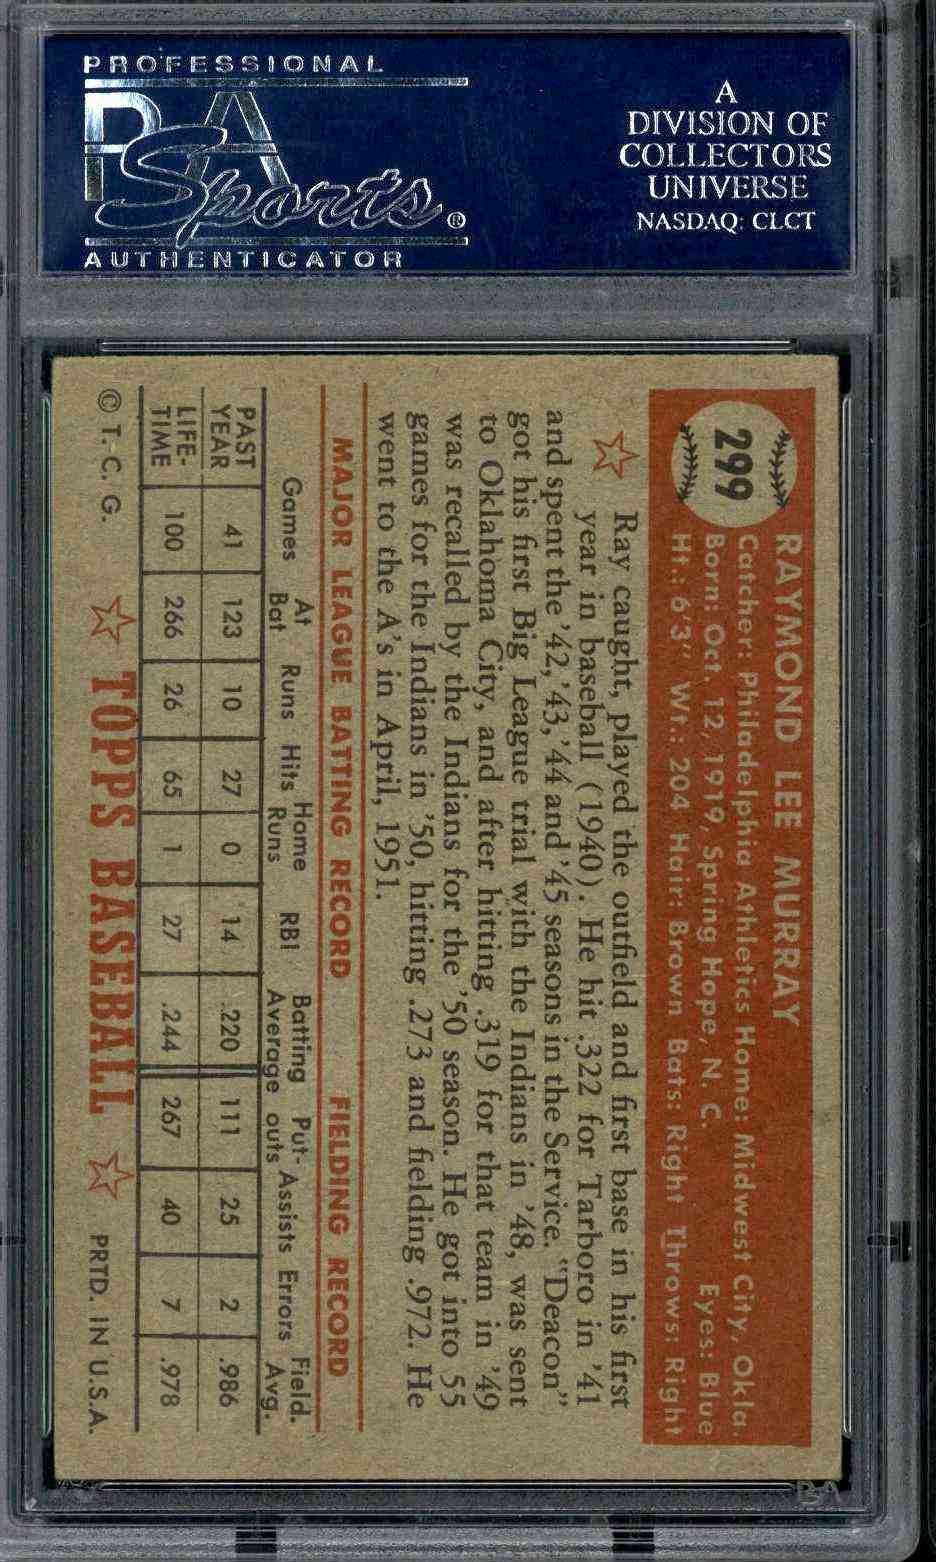 PROFESSIONAL
PSA
Sports®
AUTHENTICATOR
A
DIVISION OF
COLLECTORS
UNIVERSE
NASDAQ: CLCT
299
RAYMOND LEE MURRAY
Catcher: Philadelphia Athletics Home: Midwest City, Okla.
Born: Oct. 12, 1919, Spring Hope, N. C. Eyes: Blue
Ht.: 6'3" Wt.: 204 Hair: Brown Bats: Right Throws: Right
Ray caught, played the outfield and first base in his first
year in baseball (1940). He hit .322 for Tarboro in '41
and spent the '42, '43, '44 and '45 seasons in the Service. "Deacon"
got his first Big League trial with the Indians in '48, was sent
to Oklahoma City, and after hitting .319 for that team in '49
was recalled by the Indians for the '50 season. He got into 55
games for the Indians in '50, hitting .273 and fielding .972. He
went to the A's in April, 1951.
MAJOR LEAGUE BATTING RECORD FIELDING RECORD
Games At Bat Runs Hits Home Runs RBI Batting Average Put-outs Assists Errors Field. Avg.
PAST YEAR 41 123 10 27 0 14 .220 111 25 2 .986
LIFE-TIME 100 266 26 65 1 27 .244 267 40 7 .978
© T. C. G. TOPPS BASEBALL PRTD. IN U.S.A.
PSA